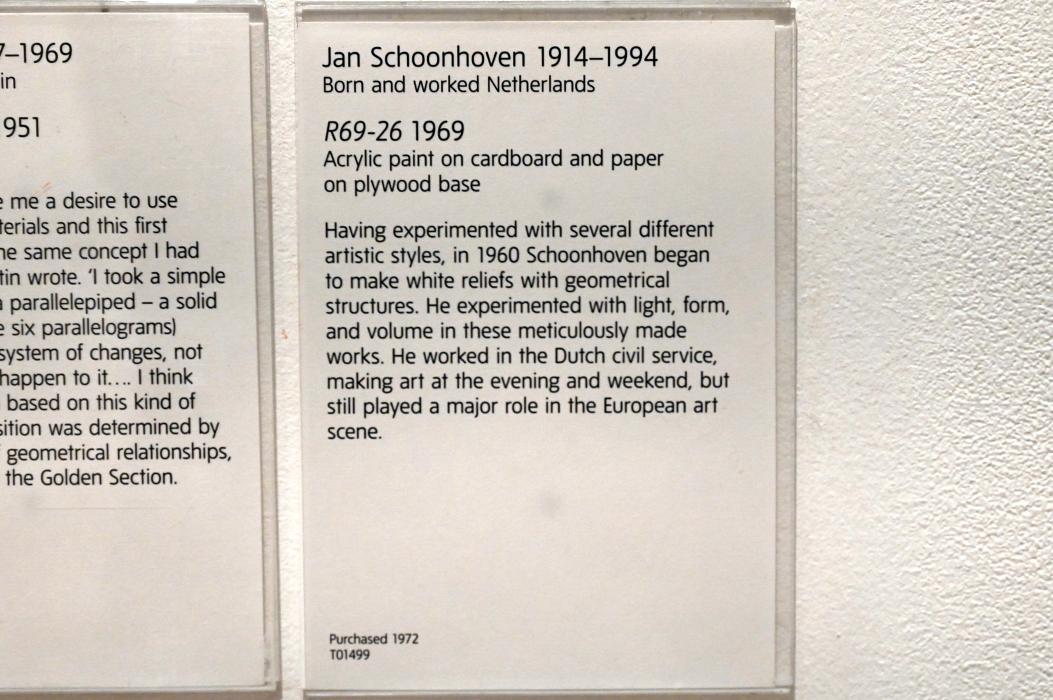 7–1969
in
951
e me a desire to use
terials and this first
he same concept I had
tin wrote. ‘I took a simple
a parallelepiped – a solid
e six parallelograms)
system of changes, not
happen to it…. I think
based on this kind of
sition was determined by
geometrical relationships,
the Golden Section.
Jan Schoonhoven 1914–1994
Born and worked Netherlands
R69-26 1969
Acrylic paint on cardboard and paper
on plywood base
Having experimented with several different
artistic styles, in 1960 Schoonhoven began
to make white reliefs with geometrical
structures. He experimented with light, form,
and volume in these meticulously made
works. He worked in the Dutch civil service,
making art at the evening and weekend, but
still played a major role in the European art
scene.
Purchased 1972
T01499